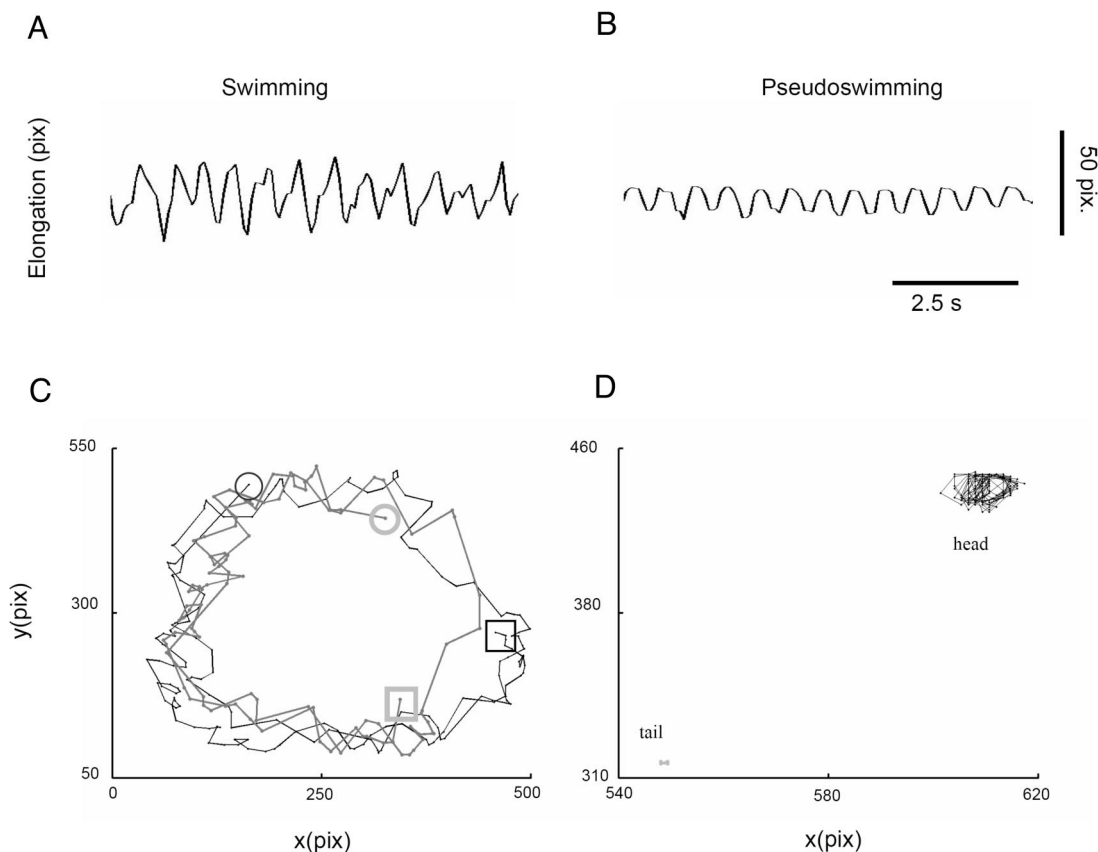 A
B
Swimming
Pseudoswimming
Elongation (pix)
50 pix.
2.5 s
C
D
550
300
50
0
250
500
y(pix)
x(pix)
460
380
310
540
580
620
head
tail
x(pix)